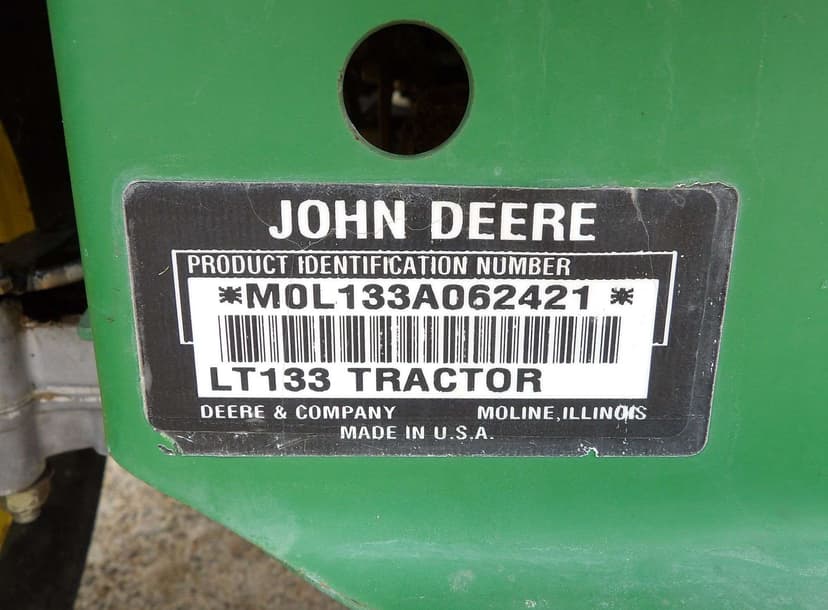 JOHN DEERE
PRODUCT IDENTIFICATION NUMBER
*M0L133A062421*
LT133 TRACTOR
DEERE & COMPANY MOLINE, ILLINOIS
MADE IN U.S.A.